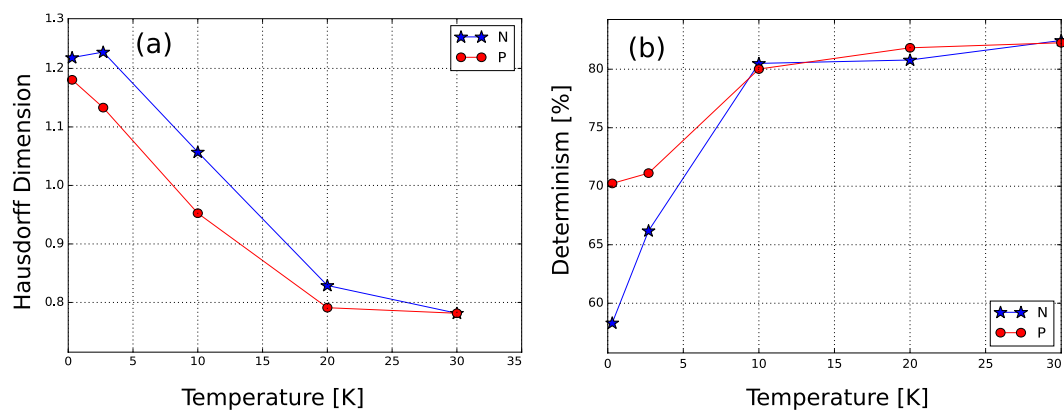 (a)
N
P
Hausdorff Dimension
1.3
1.2
1.1
1.0
0.9
0.8
0 5 10 15 20 25 30 35
Temperature [K]
(b)
Determinism [%]
80
75
70
65
60
N
P
0 5 10 15 20 25 30
Temperature [K]